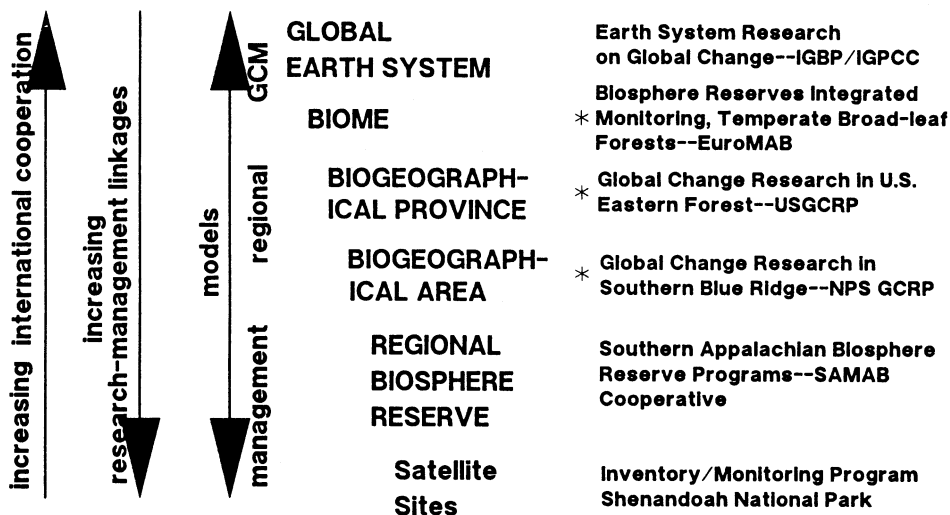 increasing international cooperation
increasing
research-management linkages
models
GCM
regional
management
GLOBAL
EARTH SYSTEM
Earth System Research
on Global Change--IGBP/IGPCC
BIOME
* Biosphere Reserves Integrated
Monitoring, Temperate Broad-leaf
Forests--EuroMAB
BIOGEOGRAPH-
ICAL PROVINCE
* Global Change Research in U.S.
Eastern Forest--USGCRP
BIOGEOGRAPH-
ICAL AREA
* Global Change Research in
Southern Blue Ridge--NPS GCRP
REGIONAL
BIOSPHERE
RESERVE
Southern Appalachian Biosphere
Reserve Programs--SAMAB
Cooperative
Satellite
Sites
Inventory/Monitoring Program
Shenandoah National Park